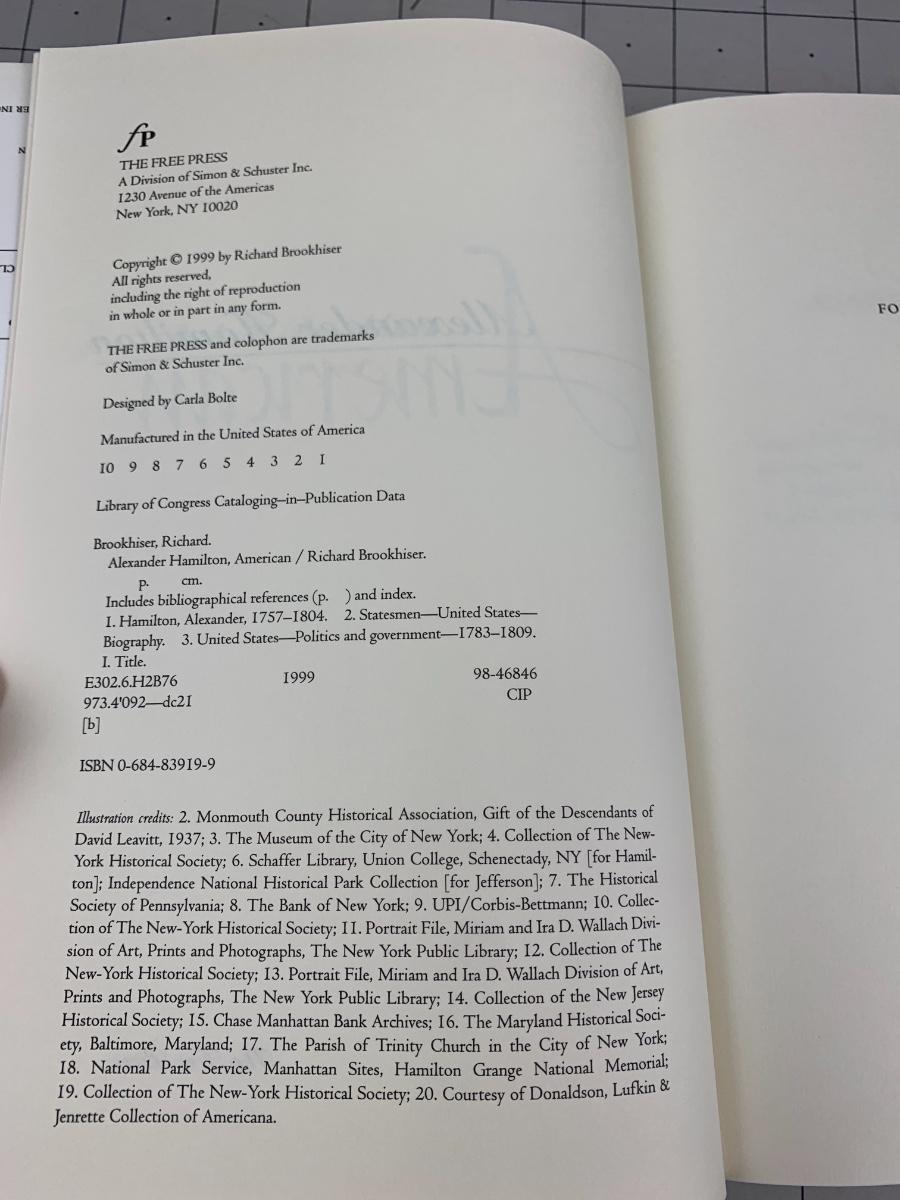 fP
THE FREE PRESS
A Division of Simon & Schuster Inc.
1230 Avenue of the Americas
New York, NY 10020
Copyright © 1999 by Richard Brookhiser
All rights reserved,
including the right of reproduction
in whole or in part in any form.
THE FREE PRESS and colophon are trademarks
of Simon & Schuster Inc.
Designed by Carla Bolte
Manufactured in the United States of America
10 9 8 7 6 5 4 3 2 1
Library of Congress Cataloging–in–Publication Data
Brookhiser, Richard.
Alexander Hamilton, American / Richard Brookhiser.
p. cm.
Includes bibliographical references (p. ) and index.
1. Hamilton, Alexander, 1757–1804. 2. Statesmen—United States—
Biography. 3. United States—Politics and government—1783–1809.
I. Title.
E302.6.H2B76 1999 98-46846
973.4'092—dc21 CIP
[b]
ISBN 0-684-83919-9
Illustration credits: 2. Monmouth County Historical Association, Gift of the Descendants of
David Leavitt, 1937; 3. The Museum of the City of New York; 4. Collection of The New-
York Historical Society; 6. Schaffer Library, Union College, Schenectady, NY [for Hamil-
ton]; Independence National Historical Park Collection [for Jefferson]; 7. The Historical
Society of Pennsylvania; 8. The Bank of New York; 9. UPI/Corbis-Bettmann; 10. Collec-
tion of The New-York Historical Society; 11. Portrait File, Miriam and Ira D. Wallach Divi-
sion of Art, Prints and Photographs, The New York Public Library; 12. Collection of The
New-York Historical Society; 13. Portrait File, Miriam and Ira D. Wallach Division of Art,
Prints and Photographs, The New York Public Library; 14. Collection of the New Jersey
Historical Society; 15. Chase Manhattan Bank Archives; 16. The Maryland Historical Soci-
ety, Baltimore, Maryland; 17. The Parish of Trinity Church in the City of New York;
18. National Park Service, Manhattan Sites, Hamilton Grange National Memorial;
19. Collection of The New-York Historical Society; 20. Courtesy of Donaldson, Lufkin &
Jenrette Collection of Americana.
FO